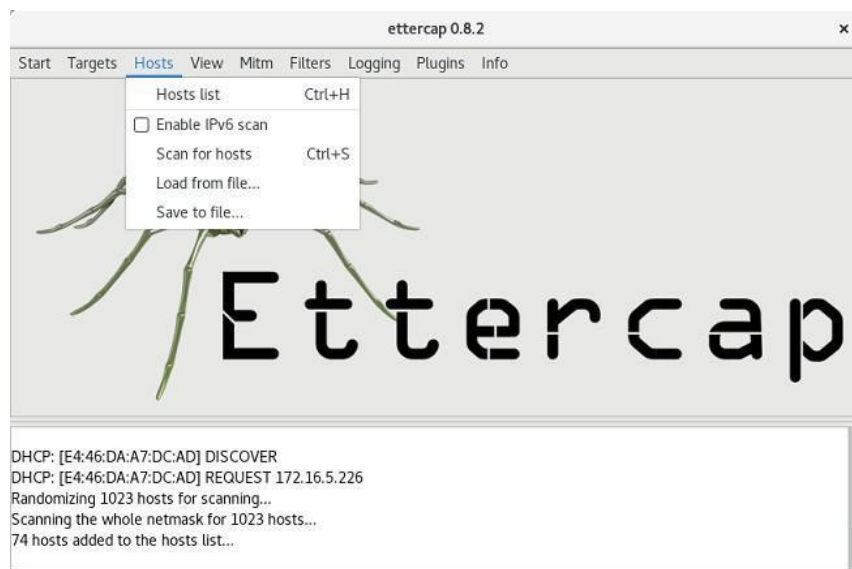 ettercap 0.8.2 ×
Start Targets Hosts View Mitm Filters Logging Plugins Info
Hosts list Ctrl+H
Enable IPv6 scan
Scan for hosts Ctrl+S
Load from file...
Save to file...
Ettercap
DHCP: [E4:46:DA:A7:DC:AD] DISCOVER
DHCP: [E4:46:DA:A7:DC:AD] REQUEST 172.16.5.226
Randomizing 1023 hosts for scanning...
Scanning the whole netmask for 1023 hosts...
74 hosts added to the hosts list...